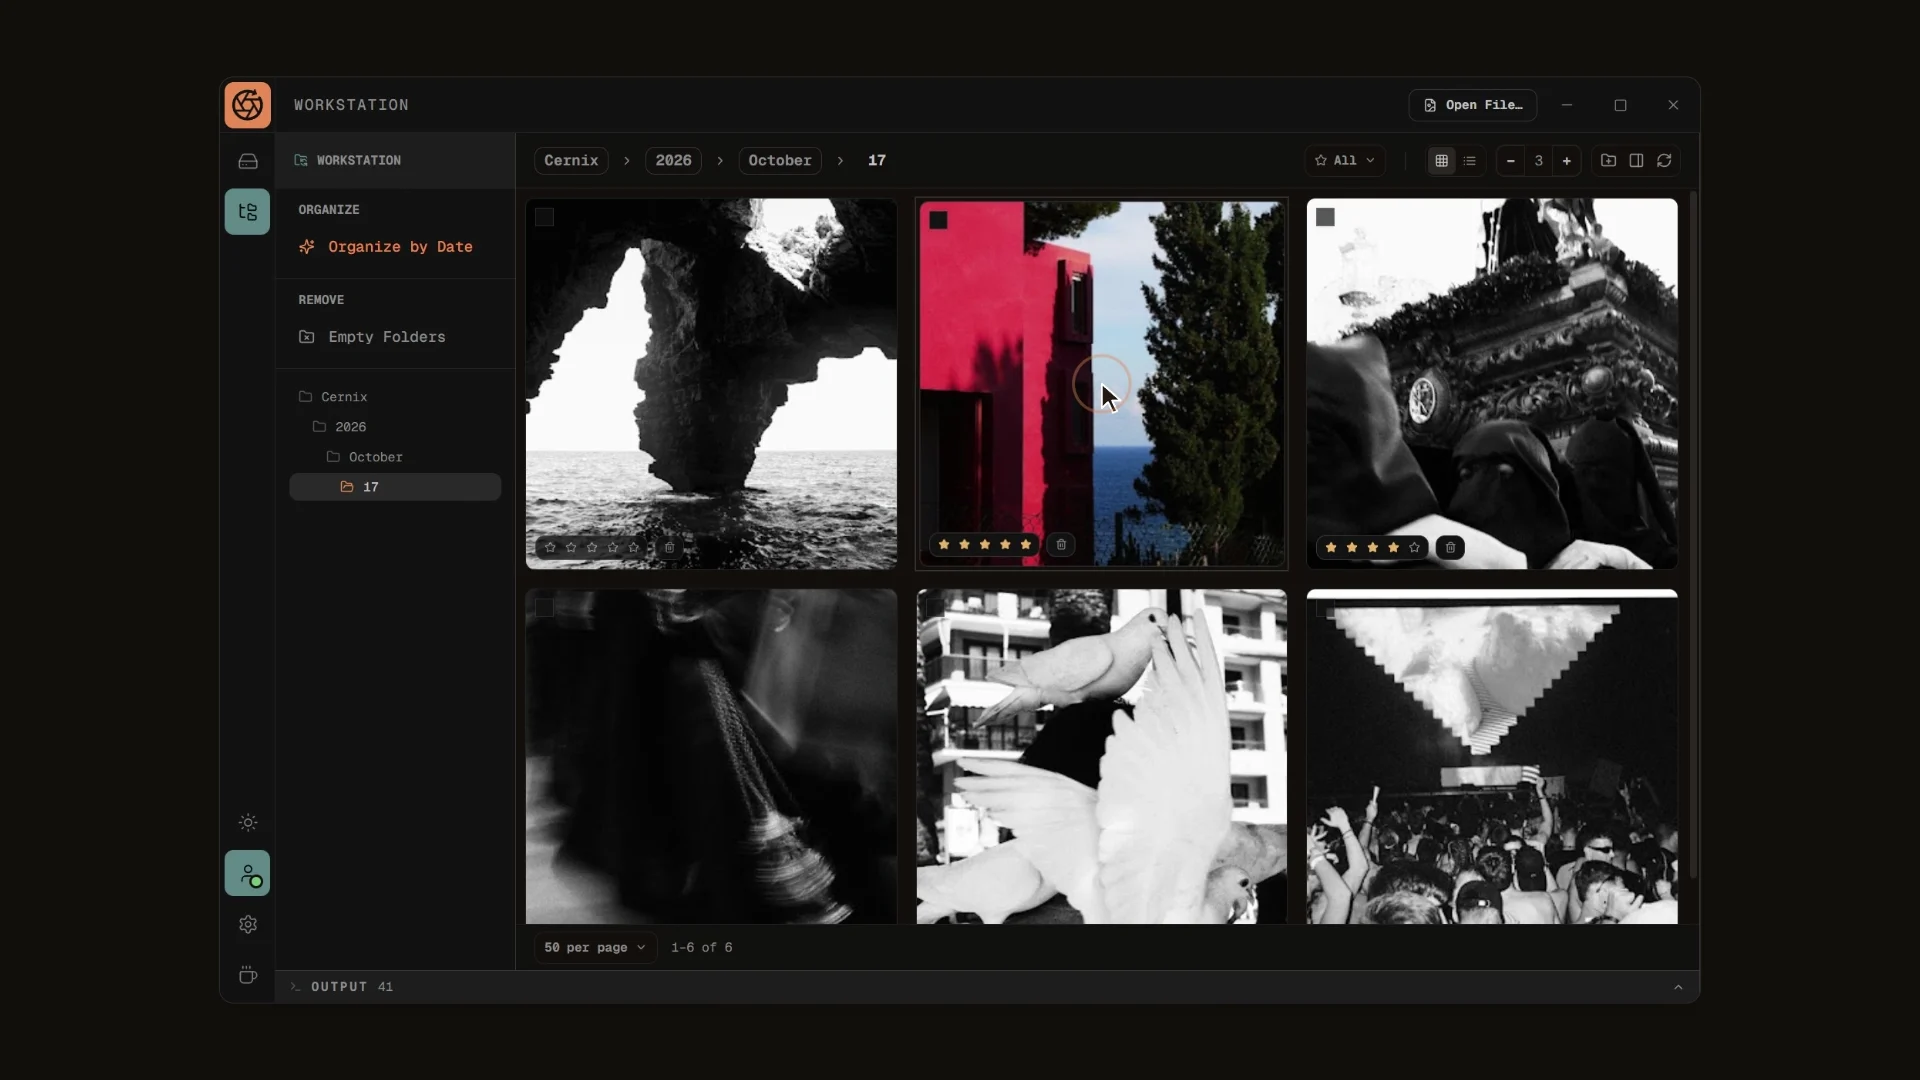 WORKSTATION
Open File…
WORKSTATION
Cernix
2026
October
17
All
3
ORGANIZE
Organize by Date
REMOVE
Empty Folders
Cernix
2026
October
17
50 per page
1-6 of 6
OUTPUT 41